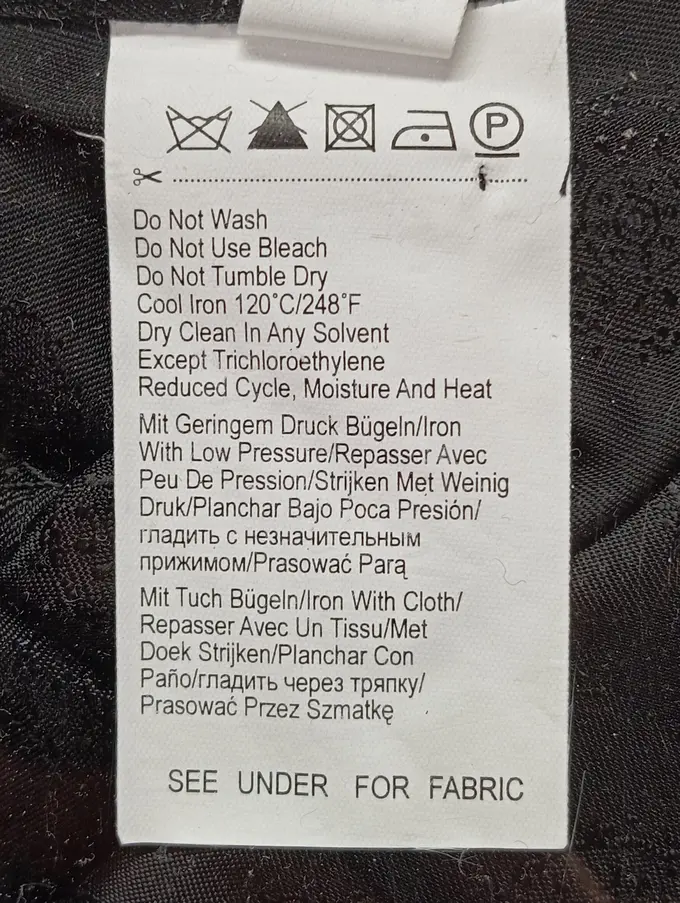 P
Do Not Wash
Do Not Use Bleach
Do Not Tumble Dry
Cool Iron 120°C/248°F
Dry Clean In Any Solvent
Except Trichloroethylene
Reduced Cycle, Moisture And Heat
Mit Geringem Druck Bügeln/Iron
With Low Pressure/Repasser Avec
Peu De Pression/Strijken Met Weinig
Druk/Planchar Bajo Poca Presión/
гладить с незначительным
прижимом/Prasować Parą
Mit Tuch Bügeln/Iron With Cloth/
Repasser Avec Un Tissu/Met
Doek Strijken/Planchar Con
Paño/гладить через тряпку/
Prasować Przez Szmatkę
SEE UNDER FOR FABRIC